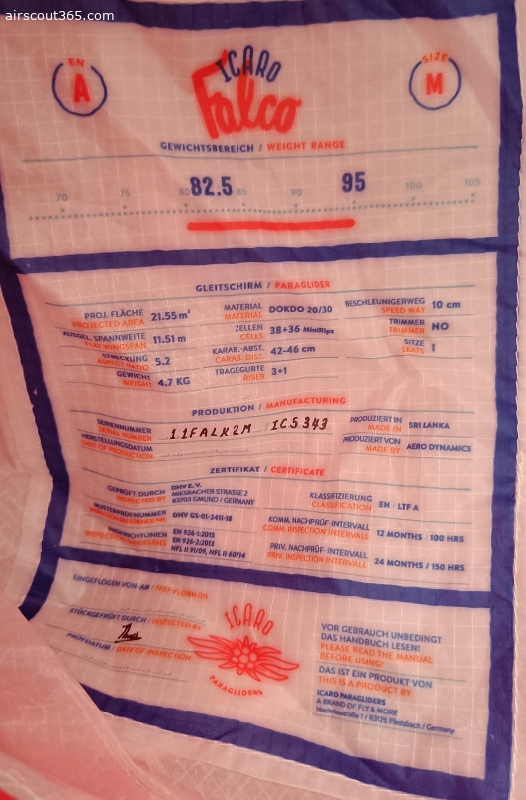 airscout365.com
EN
A
ICARO
Falco
SIZE
M
GEWICHTSBEREICH / WEIGHT RANGE
70 75 80 82.5 85 90 95 100 105
GLEITSCHIRM / PARAGLIDER
PROJ. FLÄCHE
PROJECTED AREA
21.55 m²
AUSGEL. SPANNWEITE
FLAT WINGSPAN
11.51 m
STRECKUNG
ASPECT RATIO
5.2
GEWICHT
WEIGHT
4,7 KG
MATERIAL
MATERIAL
DOKDO 20/30
ZELLEN
CELLS
38+36 MiniRips
KARAB.-ABST.
CARAB. DIST.
42-46 cm
TRAGEGURTE
RISER
3+1
BESCHLEUNIGERWEG
SPEED WAY
10 cm
TRIMMER
TRIMMER
NO
SITZE
SEATS
1
PRODUKTION / MANUFACTURING
SERIENNUMMER
SERIAL NUMBER
11FALK2M IC5343
HERSTELLUNGSDATUM
DATE OF PRODUCTION
PRODUZIERT IN
MADE IN
SRI LANKA
PRODUZIERT VON
MADE BY
AERO DYNAMICS
ZERTIFIKAT / CERTIFICATE
GEPRÜFT DURCH
INSPECTED BY
DHV E. V.
MIESBACHER STRASSE 2
83703 GMUND / GERMANY
MUSTERPRÜFNUMMER
DHV GS-01-2411-18
PRÜFRICHTLINIEN
INSPECTION GUIDELINES
EN 926-1:2015
EN 926-2:2013
NFL II 91/09, NFL II 60/14
KLASSIFIZIERUNG
CLASSIFICATION
EN / LTF A
KOMM. NACHPRÜF-INTERVALL
COMM. INSPECTION INTERVALL
12 MONTHS / 100 HRS
PRIV. NACHPRÜF-INTERVALL
PRIV. INSPECTION INTERVALL
24 MONTHS / 150 HRS
EINGEFLOGEN VON AM / TEST FLOWN ON
STÜCKGEPRÜFT DURCH / INSPECTED BY
PRÜFDATUM / DATE OF INSPECTION
ICARO
PARAGLIDERS
VOR GEBRAUCH UNBEDINGT
DAS HANDBUCH LESEN!
PLEASE READ THE MANUAL
BEFORE USING!
DAS IST EIN PRODUKT VON
THIS IS A PRODUCT BY
ICARO PARAGLIDERS
A BRAND OF FLY & MORE
Hochriesstraße 1 / 83126 Flintsbach / Germany